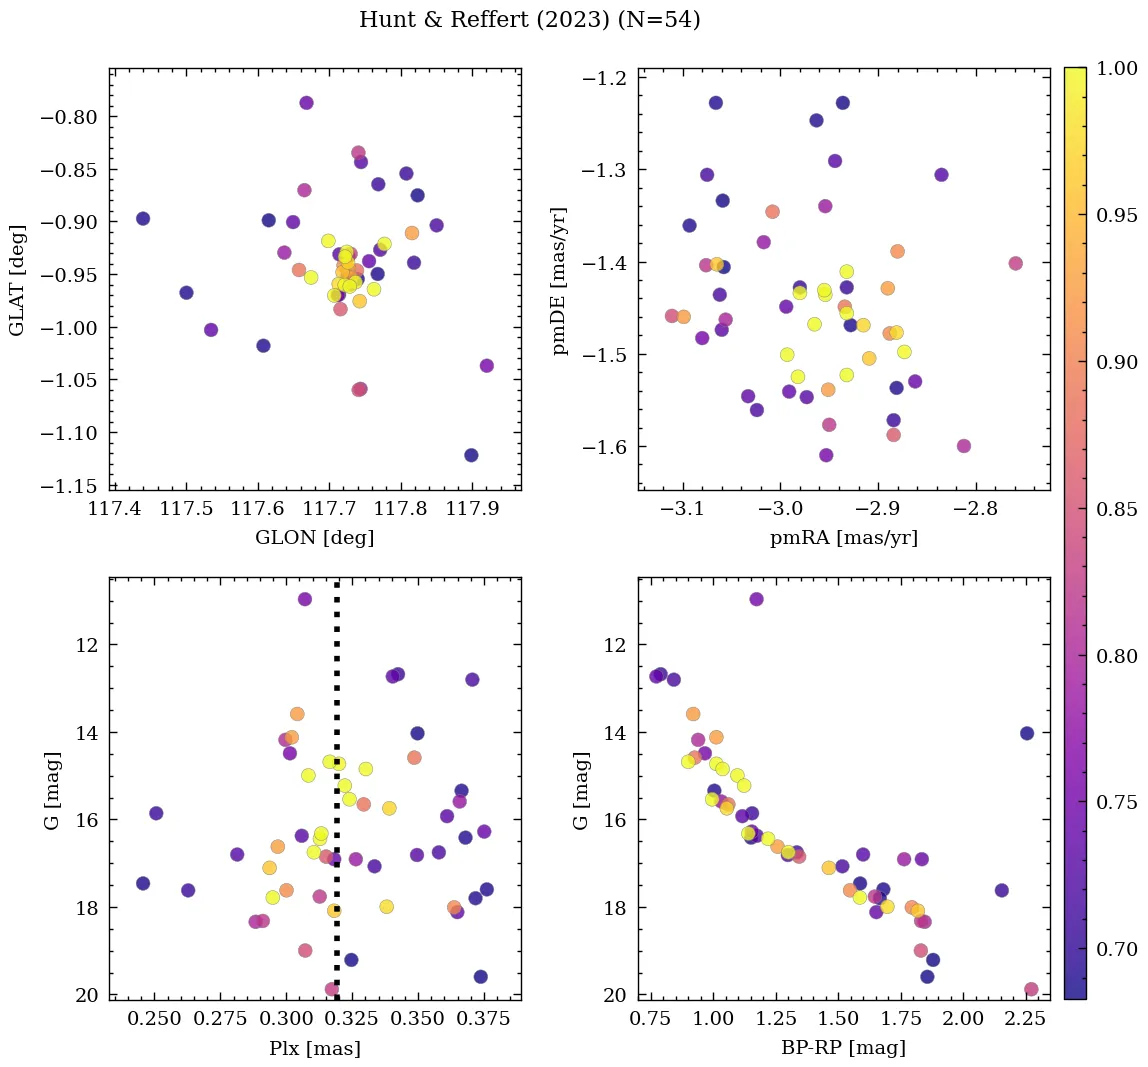 Hunt & Reffert (2023) (N=54)
−0.80
−0.85
−0.90
−0.95
−1.00
−1.05
−1.10
−1.15
GLAT [deg]
117.4 117.5 117.6 117.7 117.8 117.9
GLON [deg]
−1.2
−1.3
−1.4
−1.5
−1.6
pmDE [mas/yr]
−3.1 −3.0 −2.9 −2.8
pmRA [mas/yr]
12
14
16
18
20
G [mag]
0.250 0.275 0.300 0.325 0.350 0.375
Plx [mas]
12
14
16
18
20
G [mag]
0.75 1.00 1.25 1.50 1.75 2.00 2.25
BP-RP [mag]
1.00
0.95
0.90
0.85
0.80
0.75
0.70